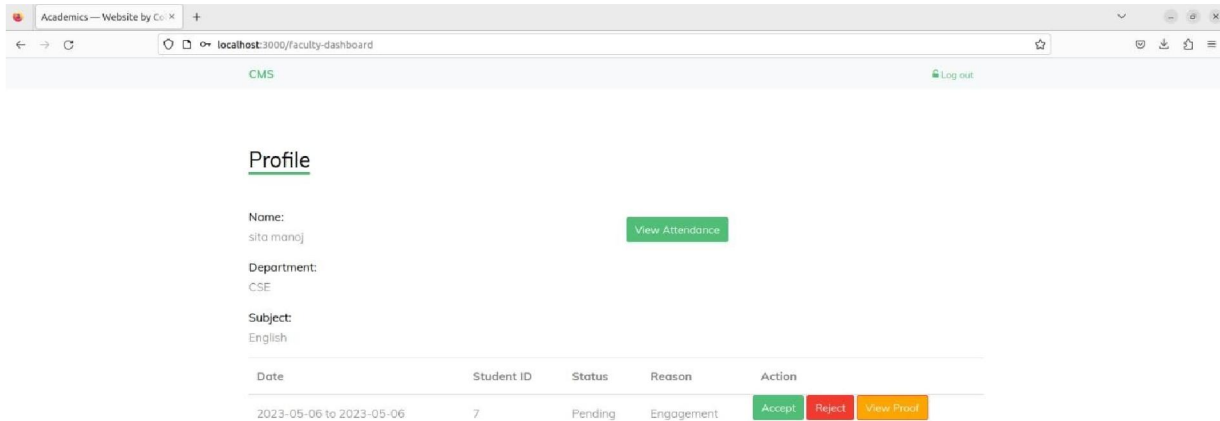 Academics — Website by Col
localhost:3000/faculty-dashboard
CMS
Log out
Profile
Name:
sita manoj
View Attendance
Department:
CSE
Subject:
English
Date Student ID Status Reason Action
2023-05-06 to 2023-05-06 7 Pending Engagement Accept Reject View Proof